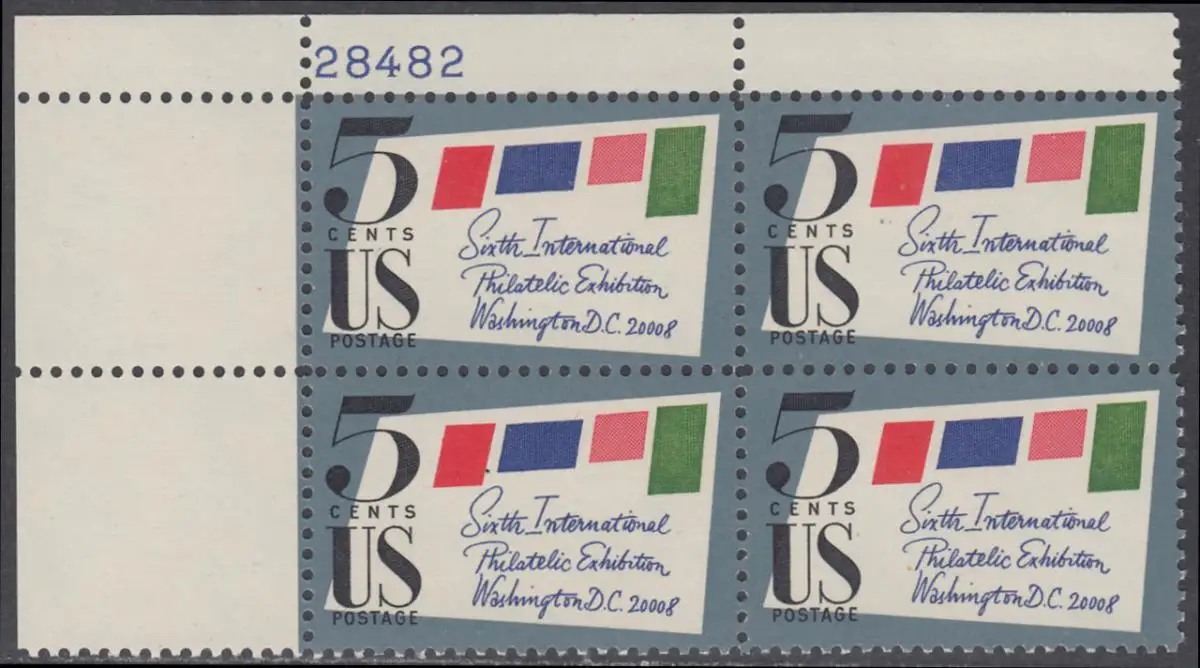 28482
5
CENTS
US
POSTAGE
Sixth International
Philatelic Exhibition
Washington D.C. 20008
5
CENTS
US
POSTAGE
Sixth International
Philatelic Exhibition
Washington D.C. 20008
5
CENTS
US
POSTAGE
Sixth International
Philatelic Exhibition
Washington D.C. 20008
5
CENTS
US
POSTAGE
Sixth International
Philatelic Exhibition
Washington D.C. 20008